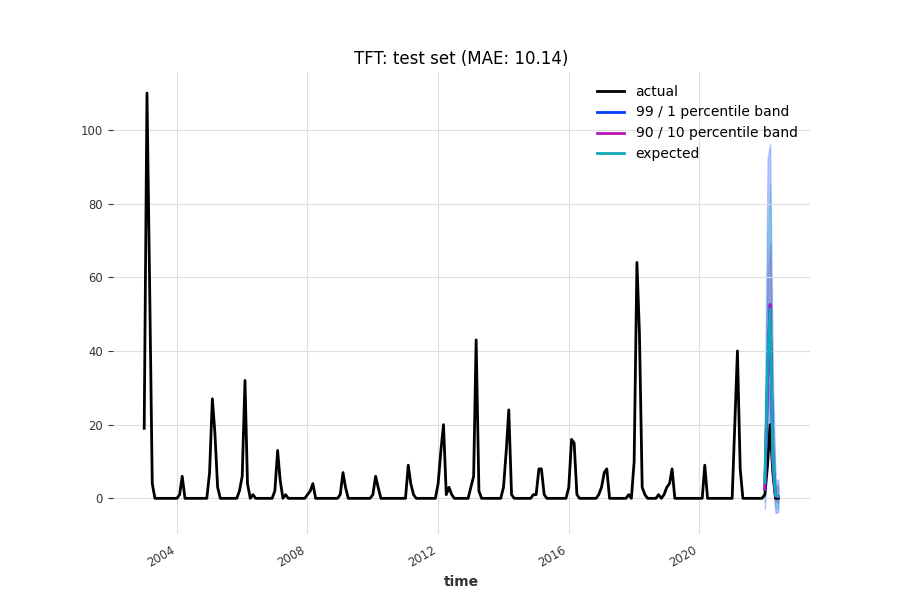 TFT: test set (MAE: 10.14)
actual
99 / 1 percentile band
90 / 10 percentile band
expected
100
80
60
40
20
0
2004
2008
2012
2016
2020
time